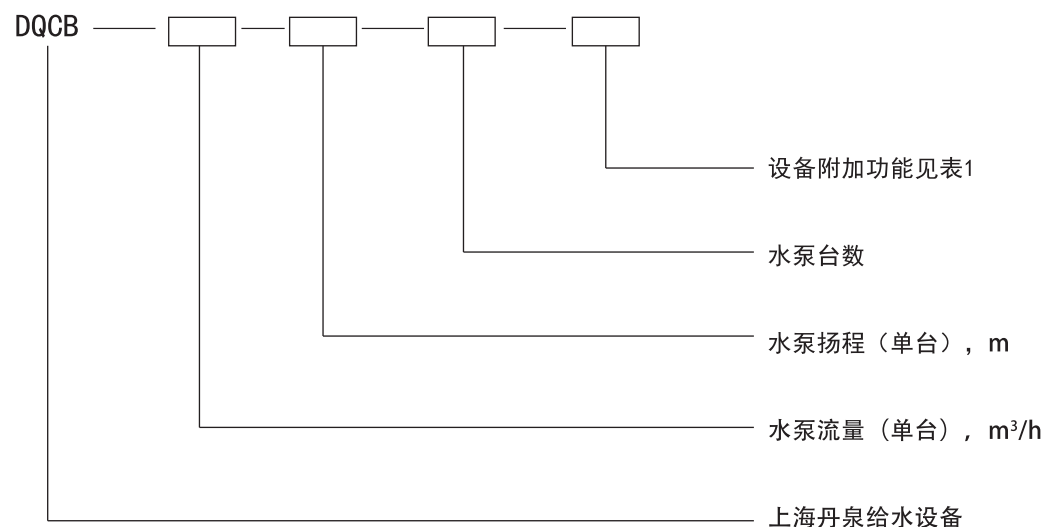 DQCB
设备附加功能见表1
水泵台数
水泵扬程（单台），m
水泵流量（单台），m³/h
上海丹泉给水设备